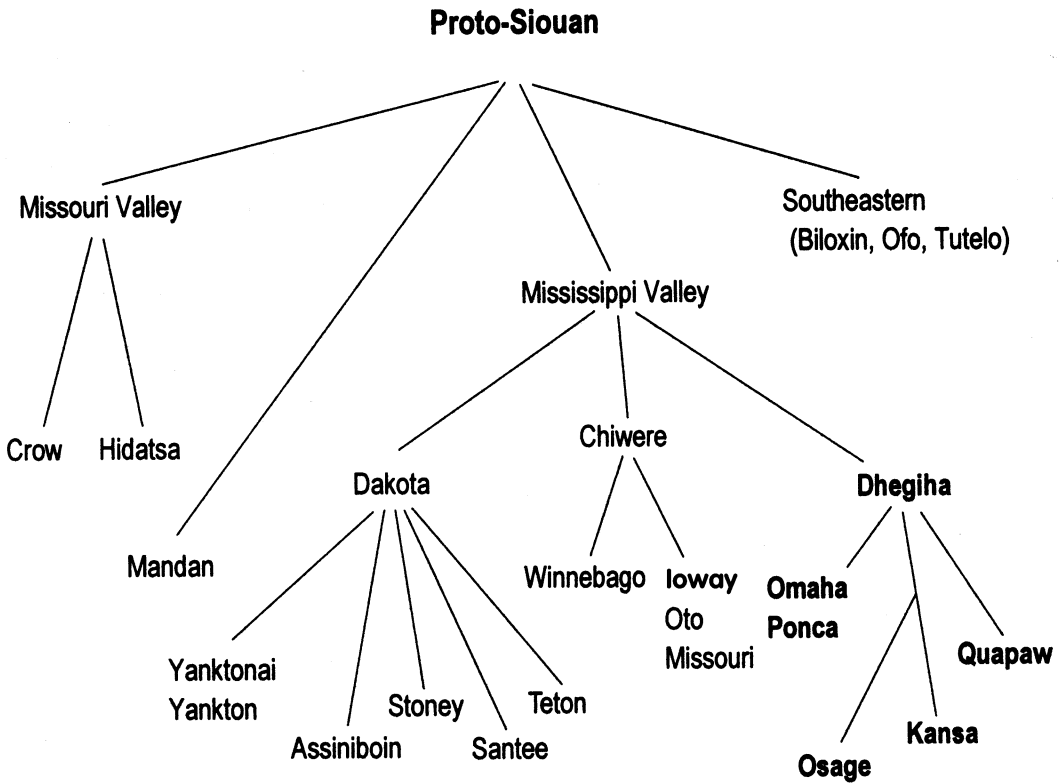 Proto-Siouan
Missouri Valley
Southeastern
(Biloxin, Ofo, Tutelo)
Mississippi Valley
Crow
Hidatsa
Chiwere
Dakota
Dhegiha
Mandan
Winnebago
Ioway
Oto
Missouri
Omaha
Ponca
Quapaw
Yanktonai
Yankton
Stoney
Teton
Assiniboin
Santee
Kansa
Osage